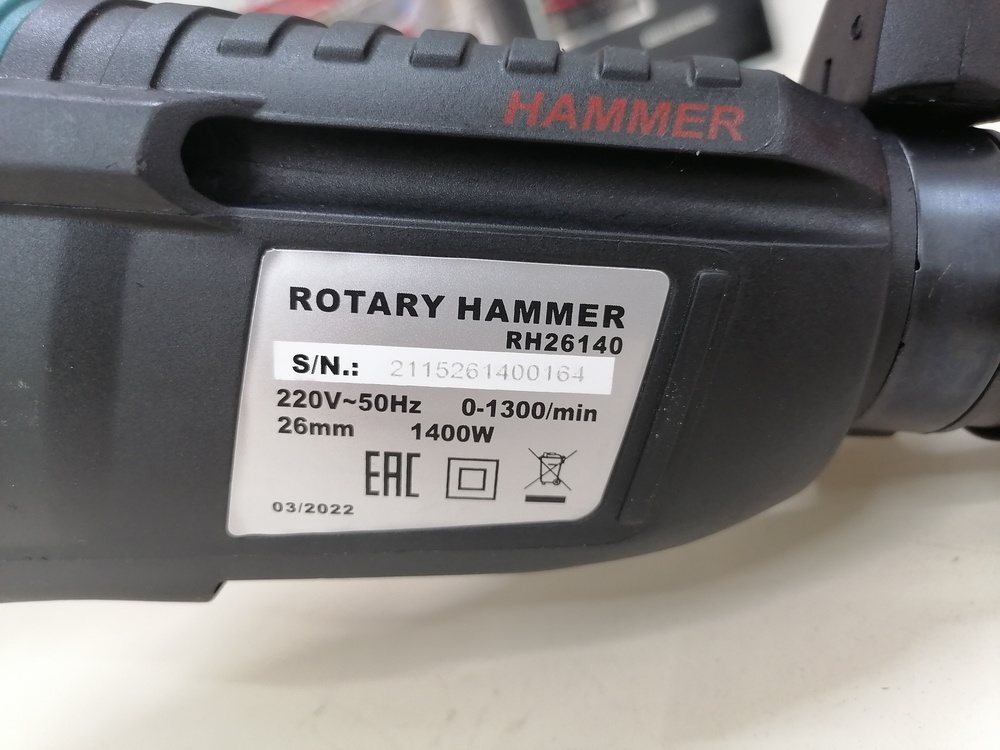 HAMMER
ROTARY HAMMER
RH26140
S/N.: 2115261400164
220V~50Hz 0-1300/min
26mm 1400W
EAC
03/2022